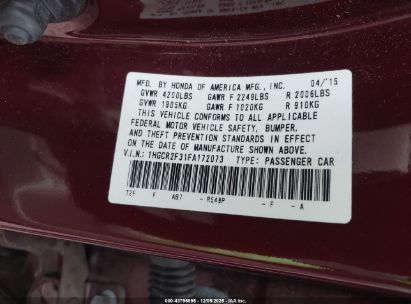 MFD. BY HONDA OF AMERICA MFG., INC. 04/'15
GVWR 4200LBS GAWR F 2249LBS R 2006LBS
GVWR 1905KG GAWR F 1020KG R 910KG
THIS VEHICLE CONFORMS TO ALL APPLICABLE
FEDERAL MOTOR VEHICLE SAFETY, BUMPER,
AND THEFT PREVENTION STANDARDS IN EFFECT
ON THE DATE OF MANUFACTURE SHOWN ABOVE.
V.I.N.: 1HGCR2F31FA172073 TYPE: PASSENGER CAR
F - A